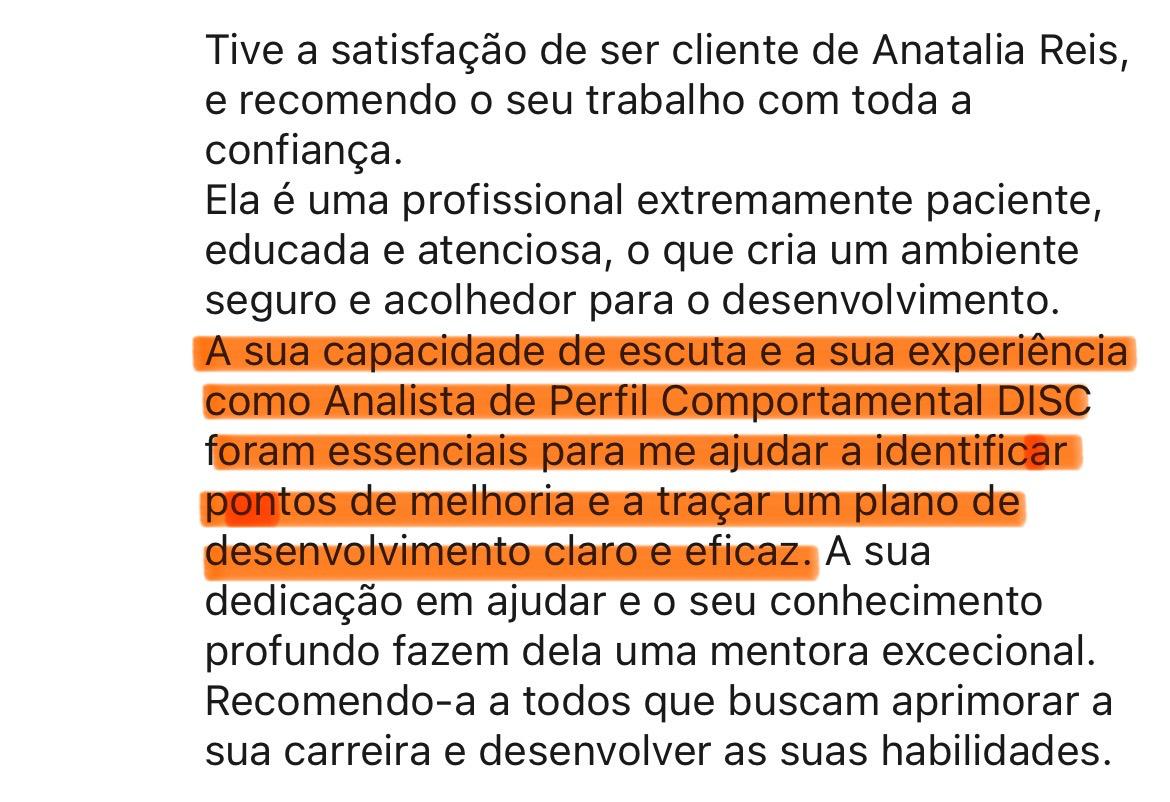 Tive a satisfação de ser cliente de Anatalia Reis,
e recomendo o seu trabalho com toda a
confiança.
Ela é uma profissional extremamente paciente,
educada e atenciosa, o que cria um ambiente
seguro e acolhedor para o desenvolvimento.
A sua capacidade de escuta e a sua experiência
como Analista de Perfil Comportamental DISC
foram essenciais para me ajudar a identificar
pontos de melhoria e a traçar um plano de
desenvolvimento claro e eficaz. A sua
dedicação em ajudar e o seu conhecimento
profundo fazem dela uma mentora excecional.
Recomendo-a a todos que buscam aprimorar a
sua carreira e desenvolver as suas habilidades.